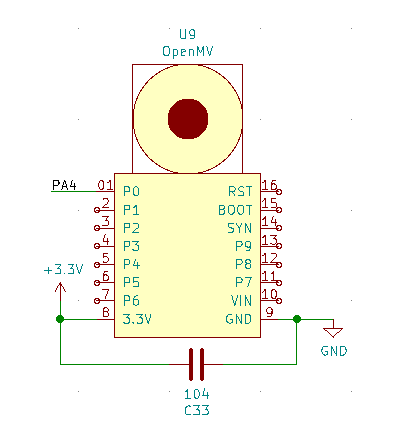 U9
OpenMV
PA4 01 P0 RST 16
2 P1 BOOT 15
3 P2 SYN 14
4 P3 P9 13
5 P4 P8 12
+3.3V
6 P5 P7 11
7 P6 VIN 10
8 3.3V GND 9
GND
104
C33